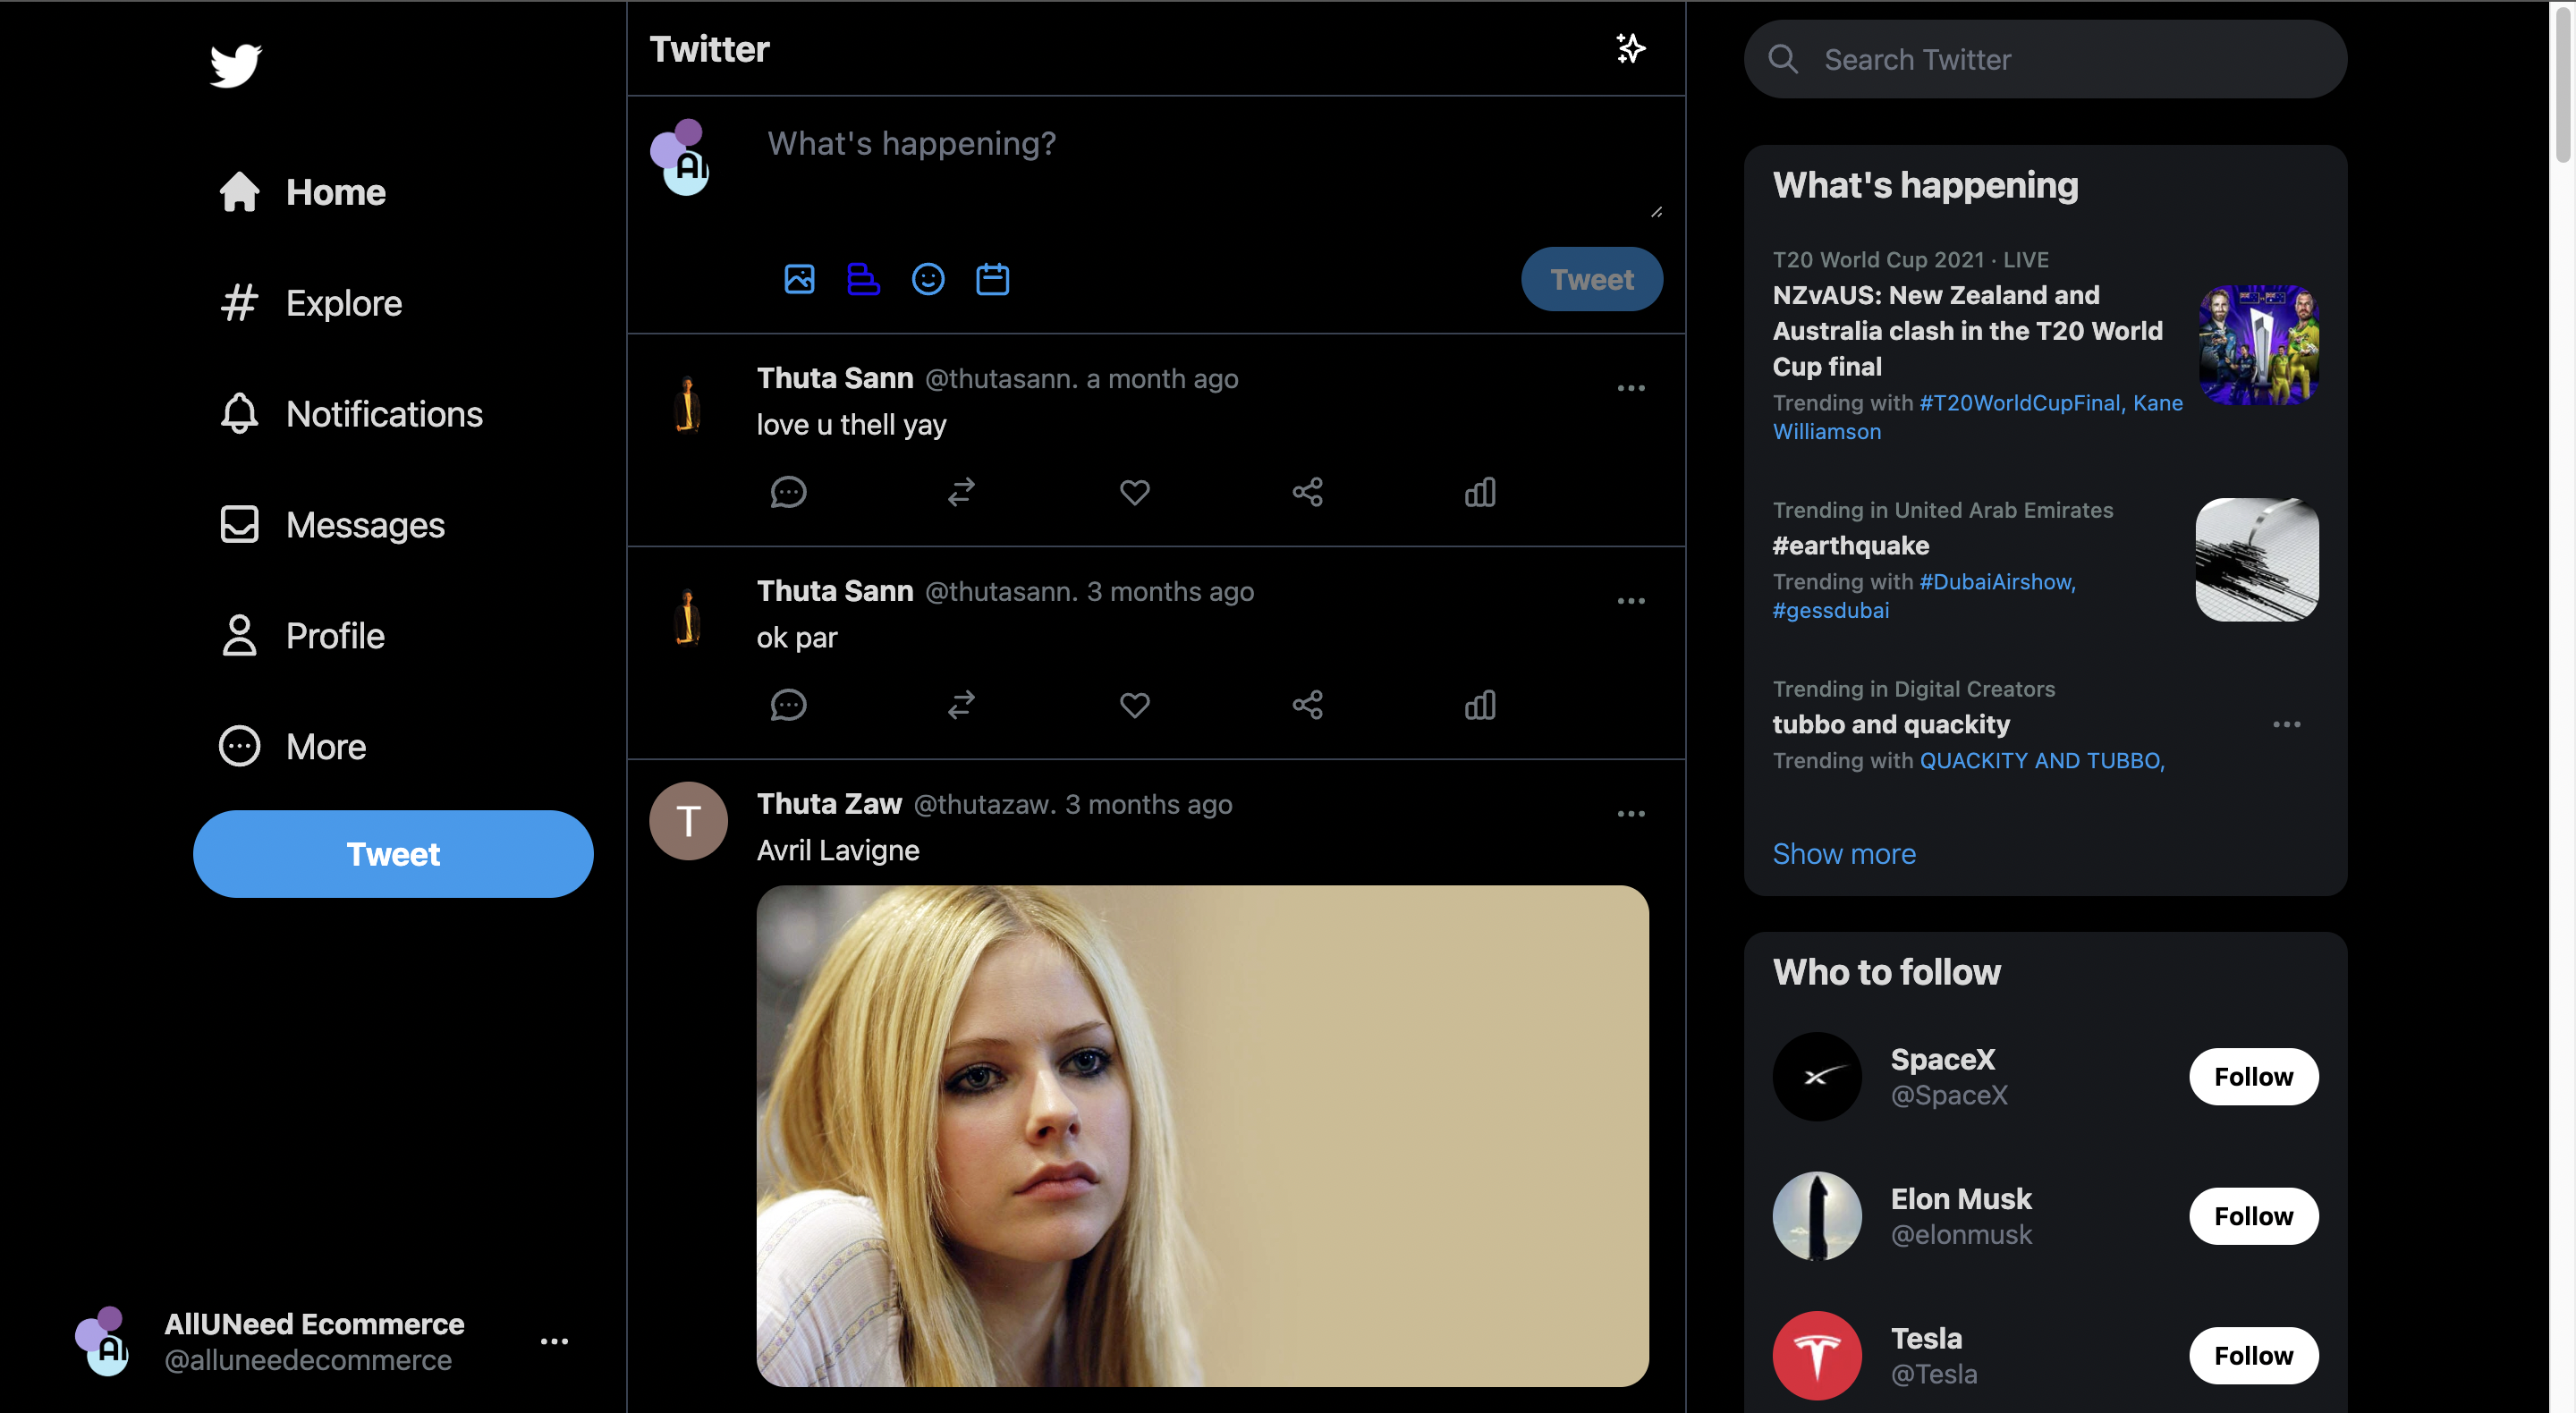 Home
Explore
Notifications
Messages
Profile
More
Tweet
AllUNeed Ecommerce
@alluneedecommerce
Twitter
What's happening?
Tweet
Thuta Sann @thutasann. a month ago
love u thell yay
Thuta Sann @thutasann. 3 months ago
ok par
T
Thuta Zaw @thutazaw. 3 months ago
Avril Lavigne
Search Twitter
What's happening
T20 World Cup 2021 · LIVE
NZvAUS: New Zealand and
Australia clash in the T20 World
Cup final
Trending with #T20WorldCupFinal, Kane
Williamson
Trending in United Arab Emirates
#earthquake
Trending with #DubaiAirshow,
#gessdubai
Trending in Digital Creators
tubbo and quackity
Trending with QUACKITY AND TUBBO,
Show more
Who to follow
SpaceX
@SpaceX
Follow
Elon Musk
@elonmusk
Follow
Tesla
@Tesla
Follow